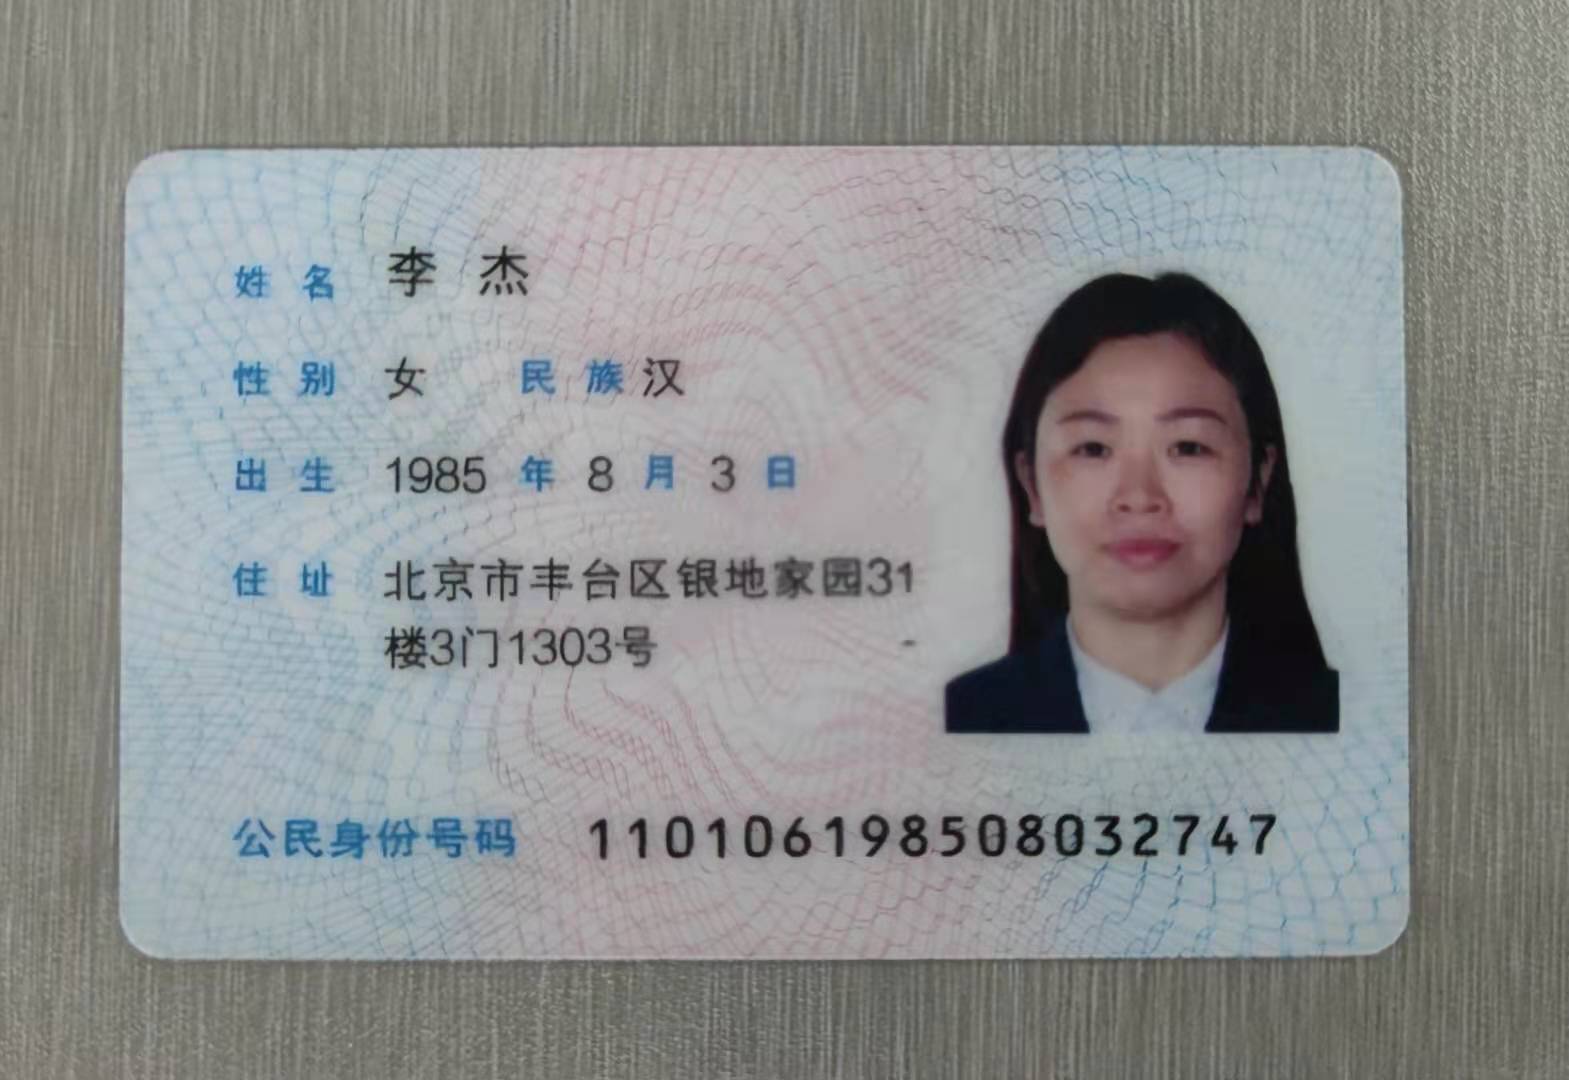 姓名 李杰
性别 女 民族 汉
出生 1985 年 8 月 3 日
住址 北京市丰台区银地家园31
楼3门1303号
公民身份号码 110106198508032747